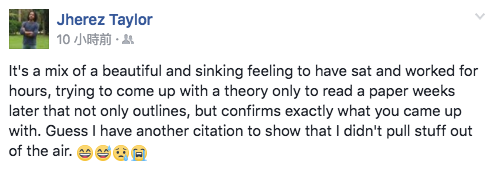 Jherez Taylor
10 小時前 ·
It's a mix of a beautiful and sinking feeling to have sat and worked for
hours, trying to come up with a theory only to read a paper weeks
later that not only outlines, but confirms exactly what you came up
with. Guess I have another citation to show that I didn't pull stuff out
of the air. 😄😅😢😭